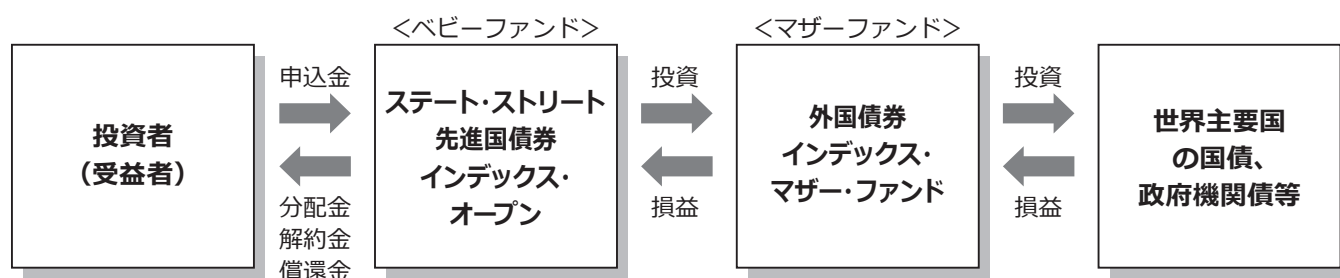 <ベビーファンド>
<マザーファンド>
投資者
（受益者）
申込金
分配金
解約金
償還金
ステート・ストリート
先進国債券
インデックス・
オープン
投資
損益
外国債券
インデックス・
マザー・ファンド
投資
損益
世界主要国
の国債、
政府機関債等